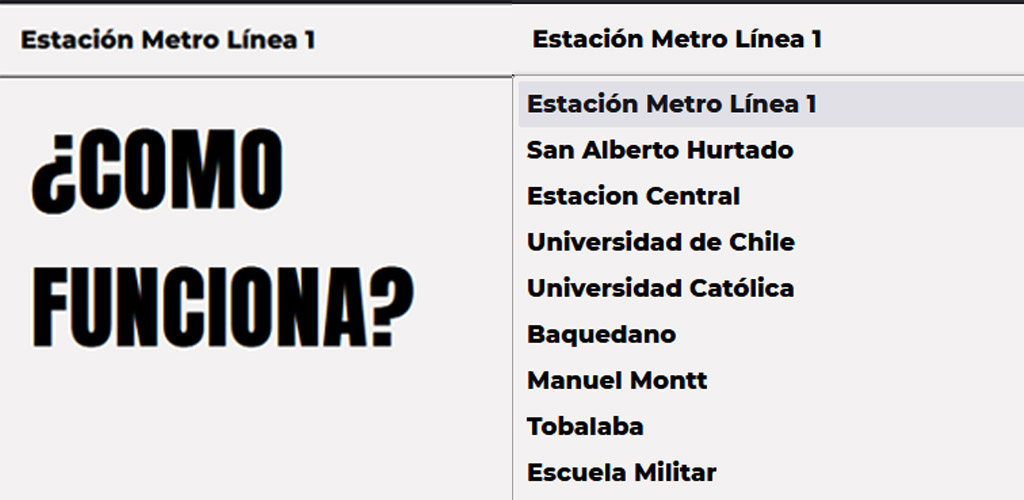 Estación Metro Línea 1
¿COMO
FUNCIONA?
Estación Metro Línea 1
Estación Metro Línea 1
San Alberto Hurtado
Estacion Central
Universidad de Chile
Universidad Católica
Baquedano
Manuel Montt
Tobalaba
Escuela Militar